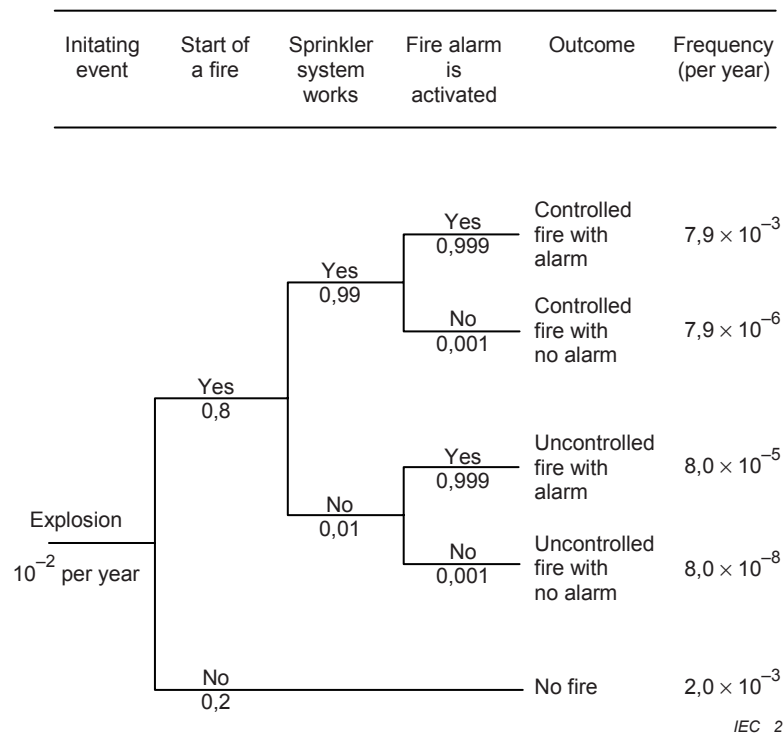 Initating event
Start of a fire
Sprinkler system works
Fire alarm is activated
Outcome
Frequency (per year)
Yes
0,999
Controlled fire with alarm
7,9 × 10⁻³
Yes
0,99
No
0,001
Controlled fire with no alarm
7,9 × 10⁻⁶
Yes
0,8
Yes
0,999
Uncontrolled fire with alarm
8,0 × 10⁻⁵
No
0,01
No
0,001
Uncontrolled fire with no alarm
8,0 × 10⁻⁸
Explosion
10⁻² per year
No
0,2
No fire
2,0 × 10⁻³
IEC 2